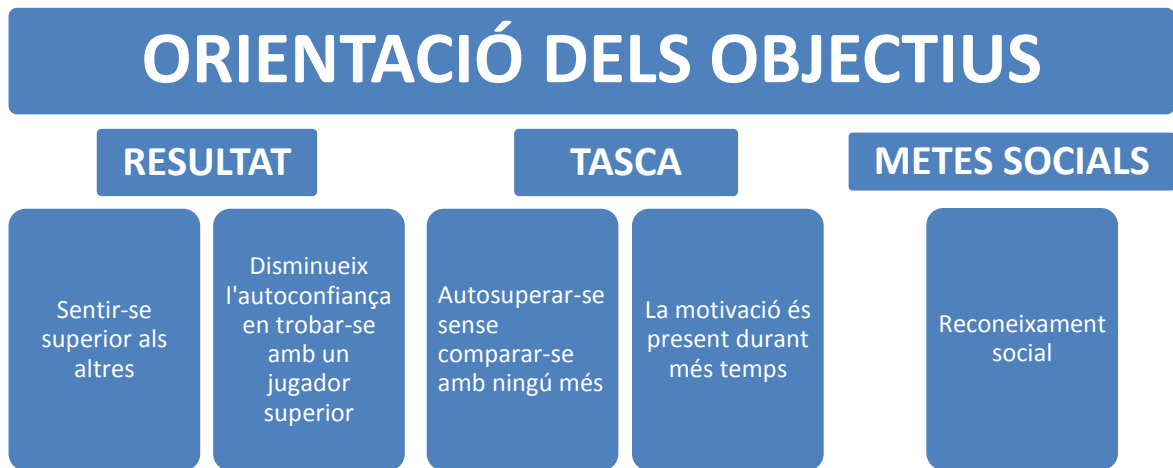 ORIENTACIÓ DELS OBJECTIUS
RESULTAT
TASCA
METES SOCIALS
Sentir-se
superior als
altres
Disminueix
l'autoconfiança
en trobar-se
amb un
jugador
superior
Autosuperar-se
sense
comparar-se
amb ningú més
La motivació és
present durant
més temps
Reconeixament
social